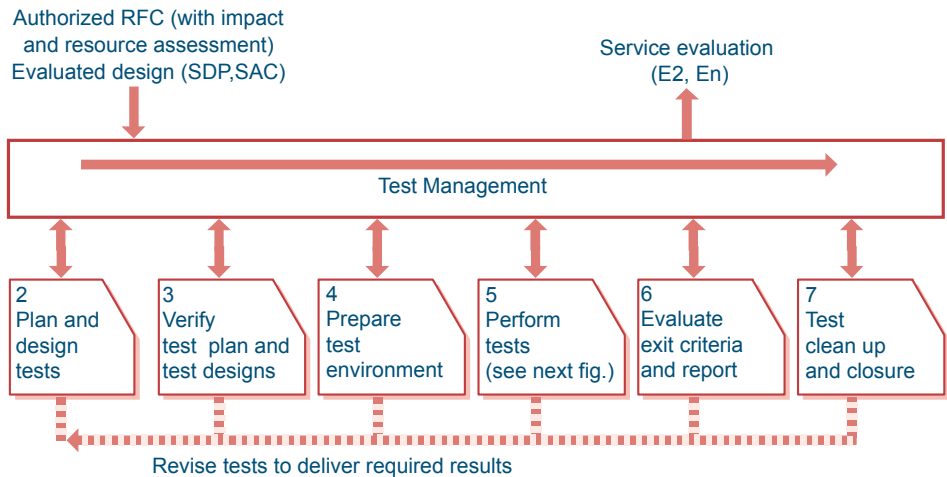 Authorized RFC (with impact
and resource assessment)
Evaluated design (SDP,SAC)
Service evaluation
(E2, En)
Test Management
2
Plan and
design
tests
3
Verify
test plan and
test designs
4
Prepare
test
environment
5
Perform
tests
(see next fig.)
6
Evaluate
exit criteria
and report
7
Test
clean up
and closure
Revise tests to deliver required results